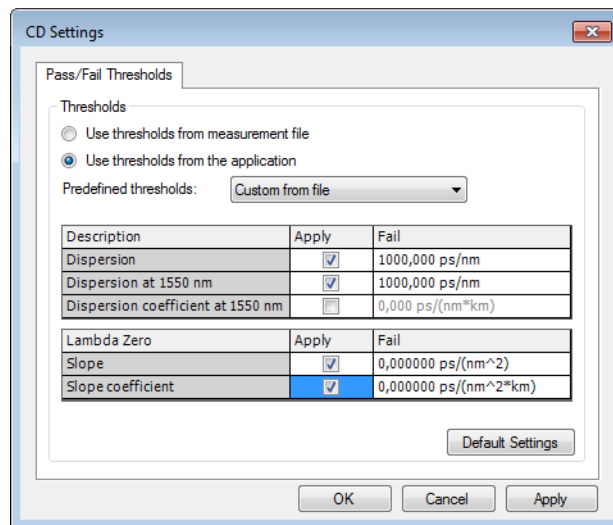 CD Settings
Pass/Fail Thresholds
Thresholds
Use thresholds from measurement file
Use thresholds from the application
Predefined thresholds: Custom from file
Description Apply Fail
Dispersion 1000,000 ps/nm
Dispersion at 1550 nm 1000,000 ps/nm
Dispersion coefficient at 1550 nm 0,000 ps/(nm*km)
Lambda Zero Apply Fail
Slope 0,000000 ps/(nm^2)
Slope coefficient 0,000000 ps/(nm^2*km)
Default Settings
OK Cancel Apply